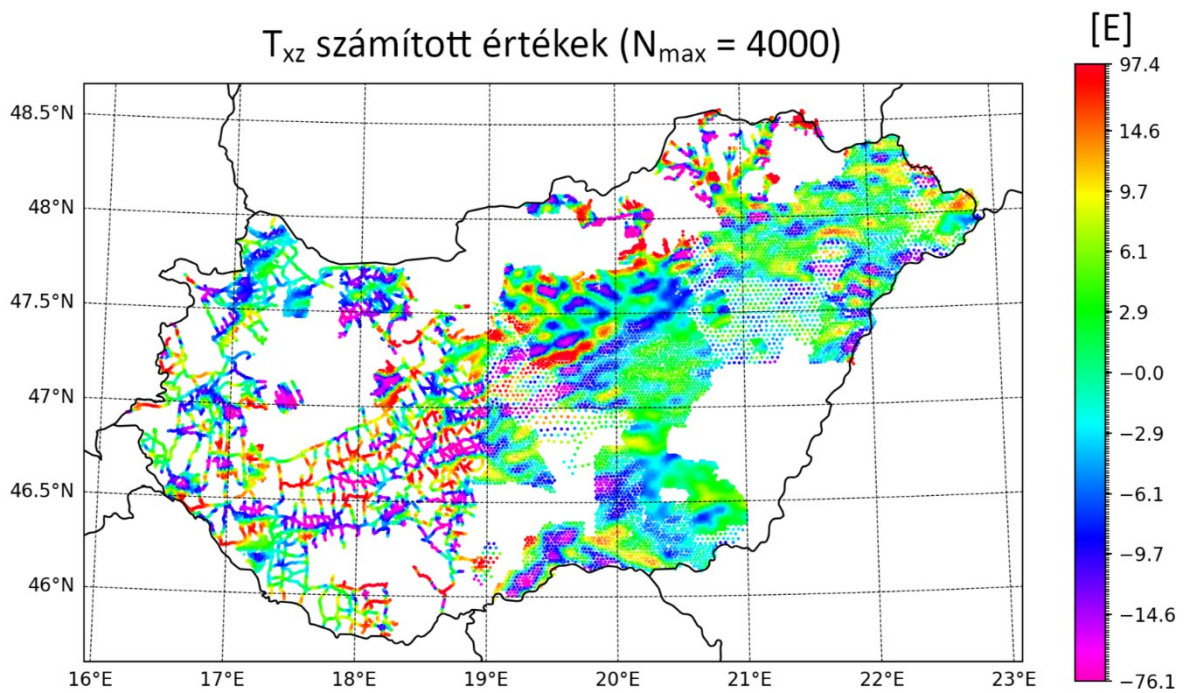 T_xz számított értékek (N_max = 4000)
[E]
97.4
14.6
9.7
6.1
2.9
−0.0
−2.9
−6.1
−9.7
−14.6
−76.1
48.5°N
48°N
47.5°N
47°N
46.5°N
46°N
16°E 17°E 18°E 19°E 20°E 21°E 22°E 23°E